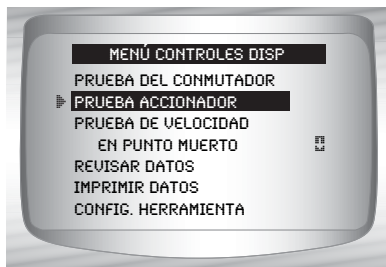 MENÚ CONTROLES DISP
PRUEBA DEL CONMUTADOR
PRUEBA ACCIONADOR
PRUEBA DE VELOCIDAD
EN PUNTO MUERTO
REVISAR DATOS
IMPRIMIR DATOS
CONFIG. HERRAMIENTA